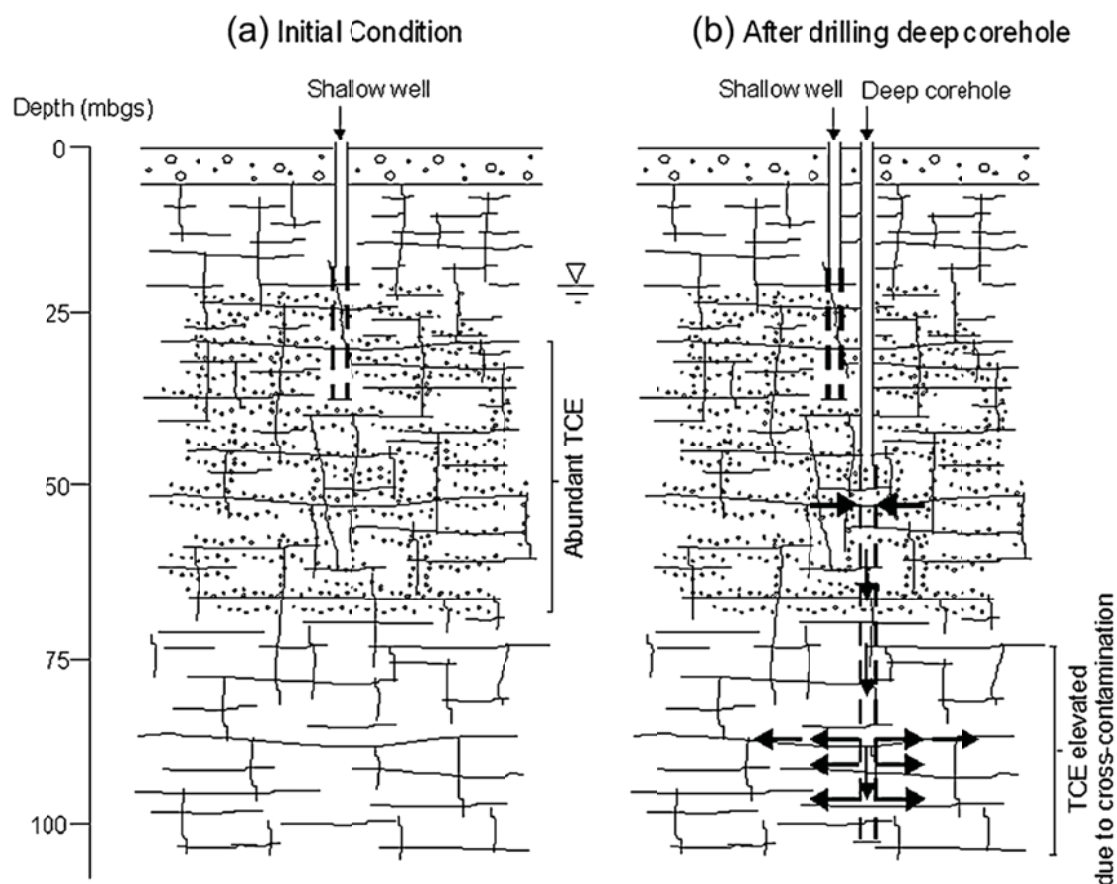 (a) Initial Condition
(b) After drilling deep corehole
Depth (mbgs)
Shallow well
Shallow well
Deep corehole
0
25
50
75
100
Abundant TCE
TCE elevated
due to cross-contamination